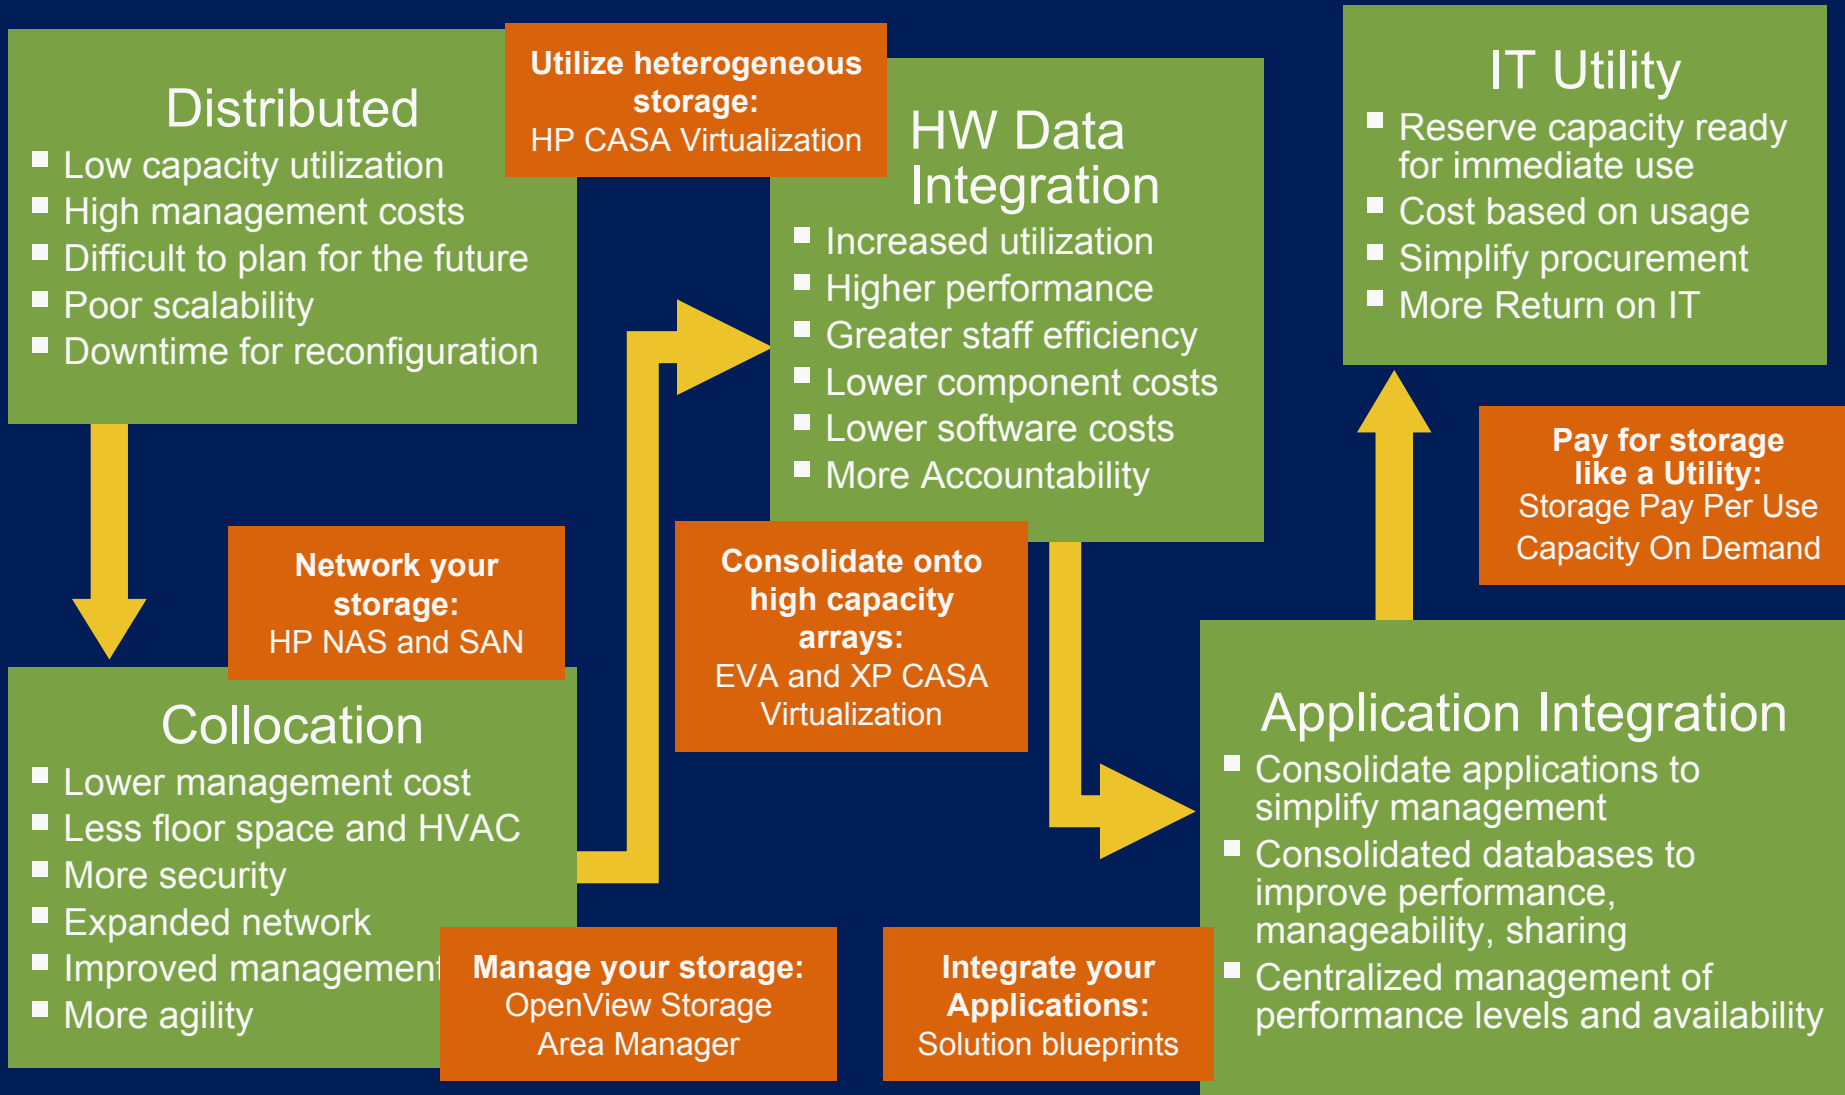 Distributed
Low capacity utilization
High management costs
Difficult to plan for the future
Poor scalability
Downtime for reconfiguration
Utilize heterogeneous
storage:
HP CASA Virtualization
HW Data
Integration
Increased utilization
Higher performance
Greater staff efficiency
Lower component costs
Lower software costs
More Accountability
IT Utility
Reserve capacity ready
for immediate use
Cost based on usage
Simplify procurement
More Return on IT
Network your
storage:
HP NAS and SAN
Consolidate onto
high capacity
arrays:
EVA and XP CASA
Virtualization
Pay for storage
like a Utility:
Storage Pay Per Use
Capacity On Demand
Collocation
Lower management cost
Less floor space and HVAC
More security
Expanded network
Improved management
More agility
Manage your storage:
OpenView Storage
Area Manager
Integrate your
Applications:
Solution blueprints
Application Integration
Consolidate applications to
simplify management
Consolidated databases to
improve performance,
manageability, sharing
Centralized management of
performance levels and availability